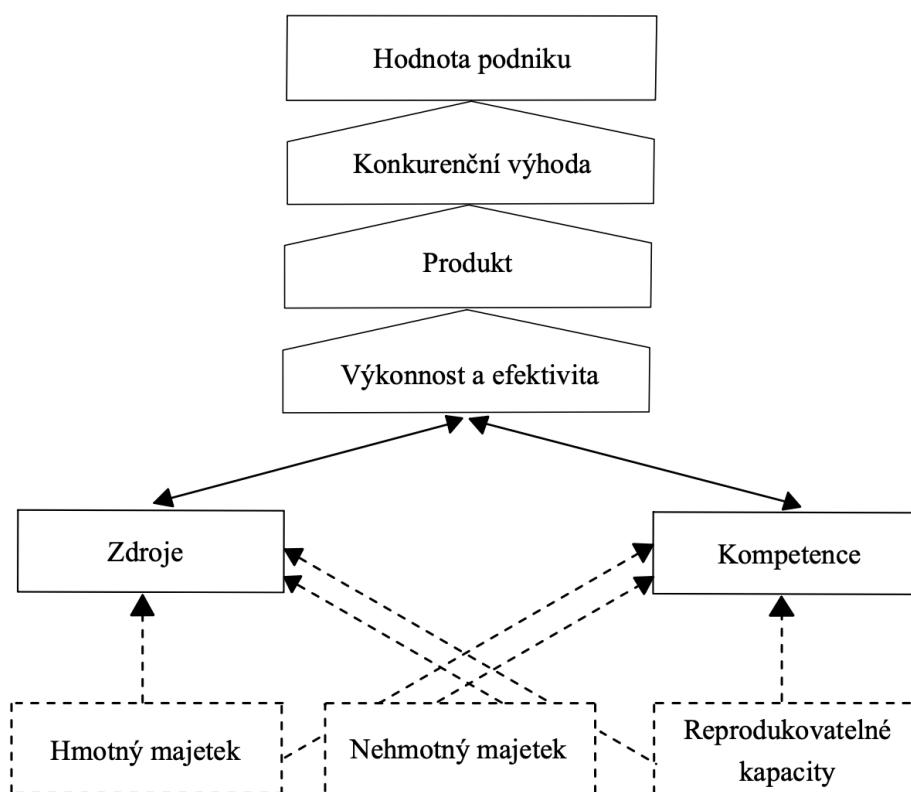 Hodnota podniku
Konkurenční výhoda
Produkt
Výkonnost a efektivita
Zdroje
Kompetence
Hmotný majetek
Nehmotný majetek
Reprodukovatelné
kapacity